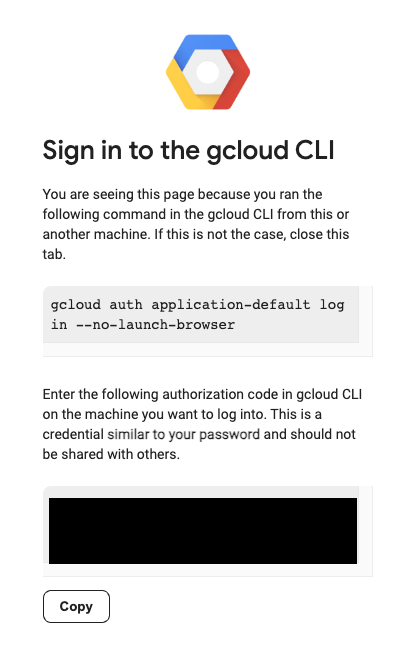 Sign in to the gcloud CLI
You are seeing this page because you ran the
following command in the gcloud CLI from this or
another machine. If this is not the case, close this
tab.
gcloud auth application-default log
in --no-launch-browser
Enter the following authorization code in gcloud CLI
on the machine you want to log into. This is a
credential similar to your password and should not
be shared with others.
Copy